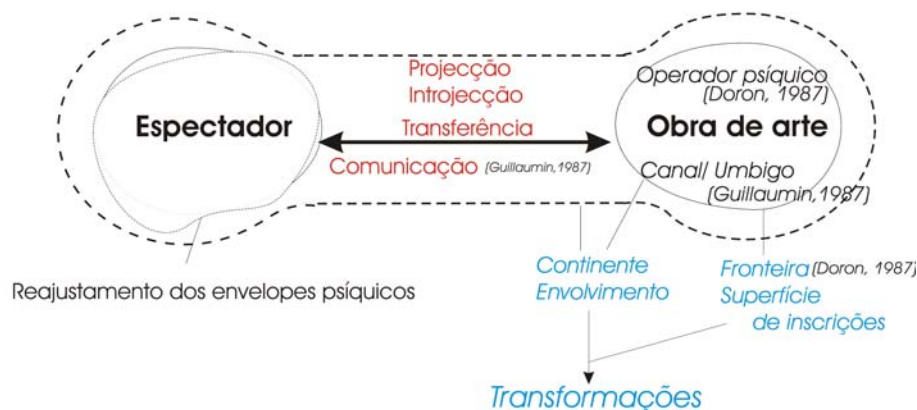 Projecção
Introjecção
Operador psíquico
(Doron, 1987)
Espectador
Transferência
Obra de arte
Comunicação (Guillaumin,1987)
Canal/ Umbigo
(Guillaumin,1987)
Reajustamento dos envelopes psíquicos
Continente
Envolvimento
Fronteira (Doron, 1987)
Superfície
de inscrições
Transformações